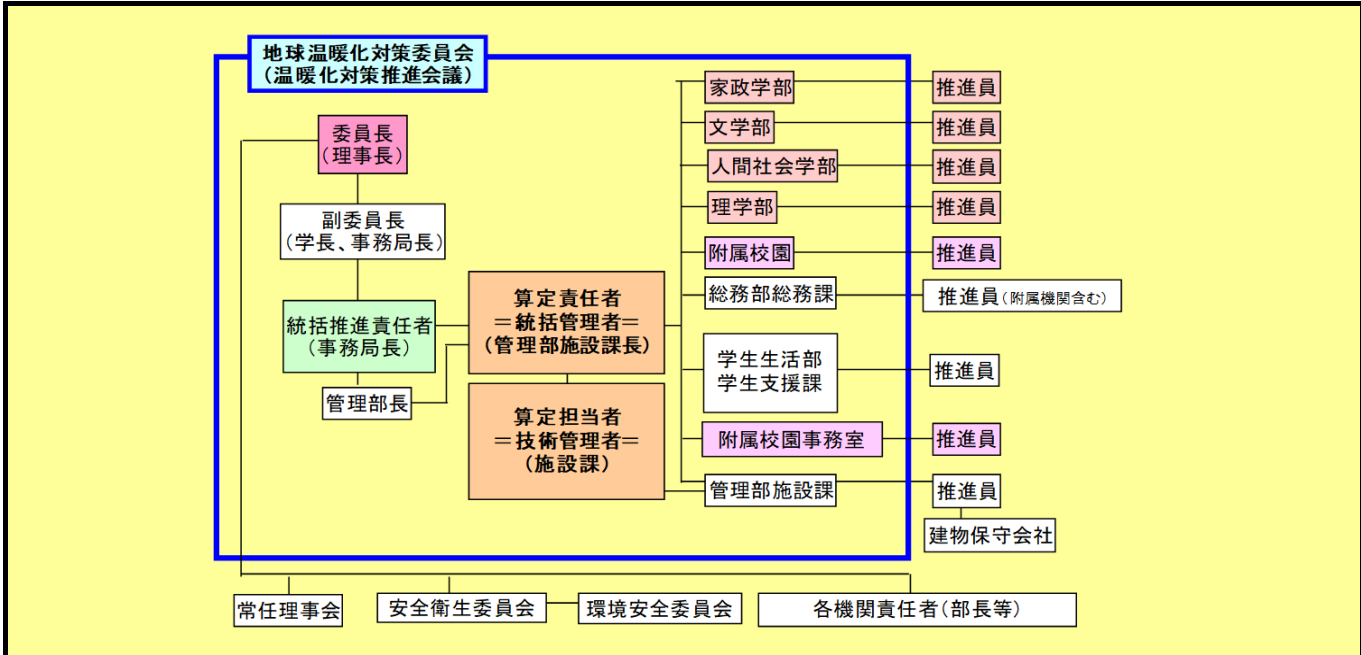 地球温暖化対策委員会
（温暖化対策推進会議）
委員長
（理事長）
副委員長
（学長、事務局長）
統括推進責任者
（事務局長）
管理部長
算定責任者
＝統括管理者＝
（管理部施設課長）
算定担当者
＝技術管理者＝
（施設課）
家政学部
推進員
文学部
推進員
人間社会学部
推進員
理学部
推進員
附属校園
推進員
総務部総務課
推進員（附属機関含む）
学生生活部
学生支援課
推進員
附属校園事務室
推進員
管理部施設課
推進員
建物保守会社
常任理事会
安全衛生委員会
環境安全委員会
各機関責任者（部長等）